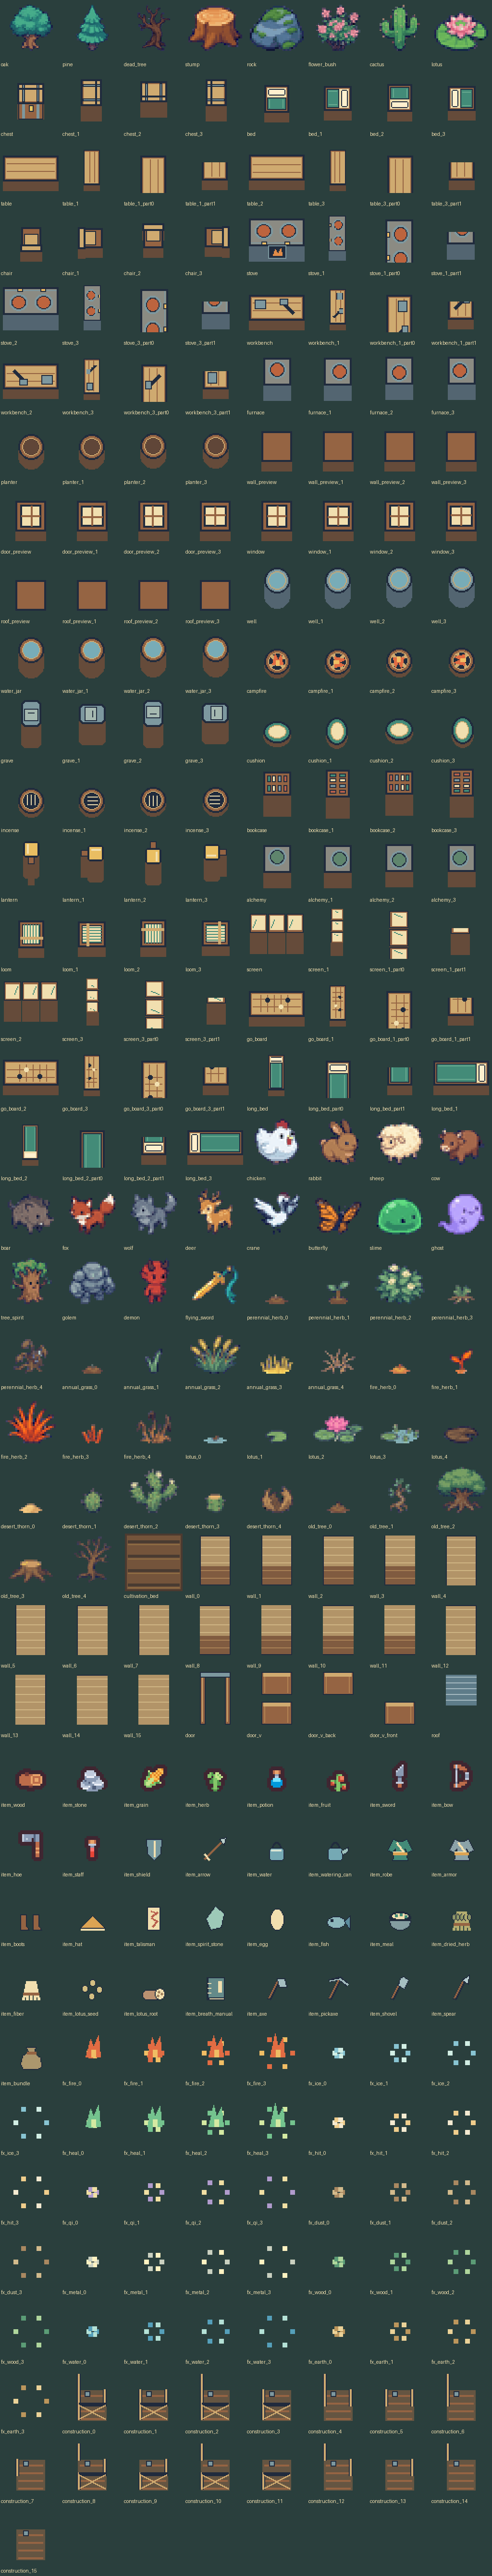 oak pine dead_tree stump rock flower_bush cactus lotus
chest chest_1 chest_2 chest_3 bed bed_1 bed_2 bed_3
table table_1 table_1_part0 table_1_part1 table_2 table_3 table_3_part0 table_3_part1
chair chair_1 chair_2 chair_3 stove stove_1 stove_1_part0 stove_1_part1
stove_2 stove_3 stove_3_part0 stove_3_part1 workbench workbench_1 workbench_1_part0 workbench_1_part1
workbench_2 workbench_3 workbench_3_part0 workbench_3_part1 furnace furnace_1 furnace_2 furnace_3
planter planter_1 planter_2 planter_3 wall_preview wall_preview_1 wall_preview_2 wall_preview_3
door_preview door_preview_1 door_preview_2 door_preview_3 window window_1 window_2 window_3
roof_preview roof_preview_1 roof_preview_2 roof_preview_3 well well_1 well_2 well_3
water_jar water_jar_1 water_jar_2 water_jar_3 campfire campfire_1 campfire_2 campfire_3
grave grave_1 grave_2 grave_3 cushion cushion_1 cushion_2 cushion_3
incense incense_1 incense_2 incense_3 bookcase bookcase_1 bookcase_2 bookcase_3
lantern lantern_1 lantern_2 lantern_3 alchemy alchemy_1 alchemy_2 alchemy_3
loom loom_1 loom_2 loom_3 screen screen_1 screen_1_part0 screen_1_part1
screen_2 screen_3 screen_3_part0 screen_3_part1 go_board go_board_1 go_board_1_part0 go_board_1_part1
go_board_2 go_board_3 go_board_3_part0 go_board_3_part1 long_bed long_bed_part0 long_bed_part1 long_bed_1
long_bed_2 long_bed_2_part0 long_bed_2_part1 long_bed_3 chicken rabbit sheep cow
boar fox wolf deer crane butterfly slime ghost
tree_spirit golem demon flying_sword perennial_herb_0 perennial_herb_1 perennial_herb_2 perennial_herb_3
perennial_herb_4 annual_grass_0 annual_grass_1 annual_grass_2 annual_grass_3 annual_grass_4 fire_herb_0 fire_herb_1
fire_herb_2 fire_herb_3 fire_herb_4 lotus_0 lotus_1 lotus_2 lotus_3 lotus_4
desert_thorn_0 desert_thorn_1 desert_thorn_2 desert_thorn_3 desert_thorn_4 old_tree_0 old_tree_1 old_tree_2
old_tree_3 old_tree_4 cultivation_bed wall_0 wall_1 wall_2 wall_3 wall_4
wall_5 wall_6 wall_7 wall_8 wall_9 wall_10 wall_11 wall_12
wall_13 wall_14 wall_15 door door_v door_v_back door_v_front roof
item_wood item_stone item_grain item_herb item_potion item_fruit item_sword item_bow
item_hoe item_staff item_shield item_arrow item_water item_watering_can item_robe item_armor
item_boots item_hat item_talisman item_spirit_stone item_egg item_fish item_meal item_dried_herb
item_fiber item_lotus_seed item_lotus_root item_breath_manual item_axe item_pickaxe item_shovel item_spear
item_bundle fx_fire_0 fx_fire_1 fx_fire_2 fx_fire_3 fx_ice_0 fx_ice_1 fx_ice_2
fx_ice_3 fx_heal_0 fx_heal_1 fx_heal_2 fx_heal_3 fx_hit_0 fx_hit_1 fx_hit_2
fx_hit_3 fx_qi_0 fx_qi_1 fx_qi_2 fx_qi_3 fx_dust_0 fx_dust_1 fx_dust_2
fx_dust_3 fx_metal_0 fx_metal_1 fx_metal_2 fx_metal_3 fx_wood_0 fx_wood_1 fx_wood_2
fx_wood_3 fx_water_0 fx_water_1 fx_water_2 fx_water_3 fx_earth_0 fx_earth_1 fx_earth_2
fx_earth_3 construction_0 construction_1 construction_2 construction_3 construction_4 construction_5 construction_6
construction_7 construction_8 construction_9 construction_10 construction_11 construction_12 construction_13 construction_14
construction_15